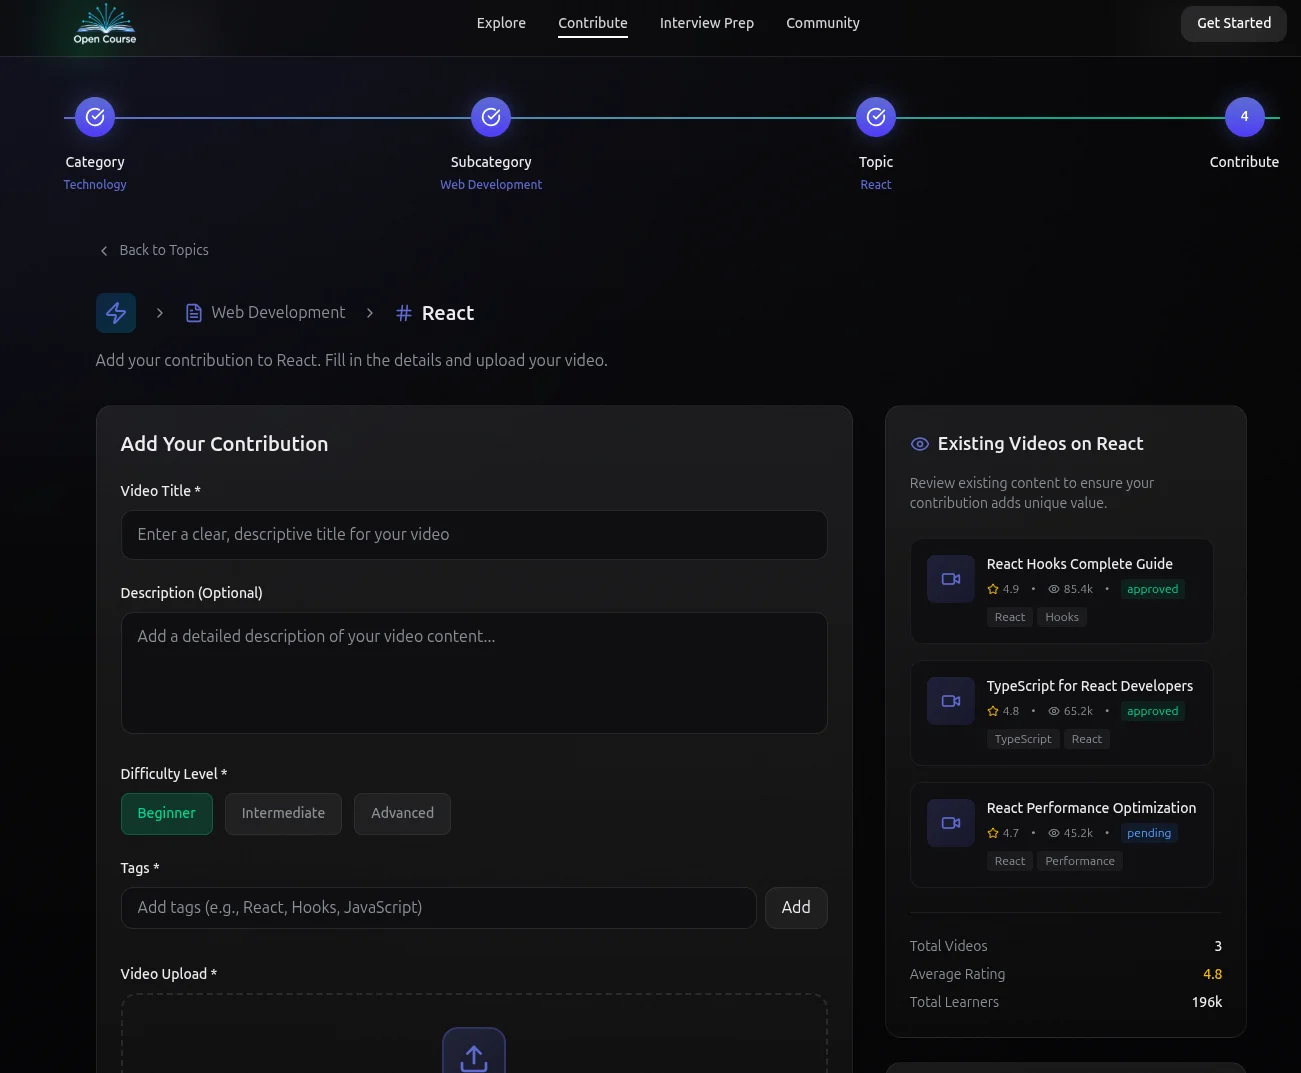 Open Course
Explore
Contribute
Interview Prep
Community
Get Started
4
Category
Subcategory
Topic
Contribute
Technology
Web Development
React
Back to Topics
Web Development
React
Add your contribution to React. Fill in the details and upload your video.
Add Your Contribution
Video Title *
Enter a clear, descriptive title for your video
Description (Optional)
Add a detailed description of your video content...
Difficulty Level *
Beginner
Intermediate
Advanced
Tags *
Add tags (e.g., React, Hooks, JavaScript)
Add
Video Upload *
Existing Videos on React
Review existing content to ensure your
contribution adds unique value.
React Hooks Complete Guide
4.9 • 85.4k • approved
React Hooks
TypeScript for React Developers
4.8 • 65.2k • approved
TypeScript React
React Performance Optimization
4.7 • 45.2k • pending
React Performance
Total Videos 3
Average Rating 4.8
Total Learners 196k